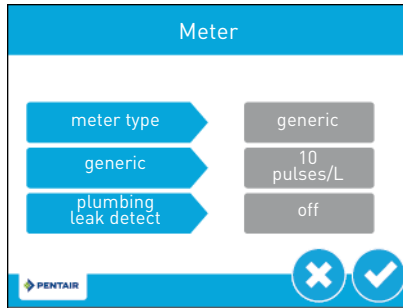 Meter
meter type
generic
generic
10
pulses/L
plumbing
leak detect
off
PENTAIR